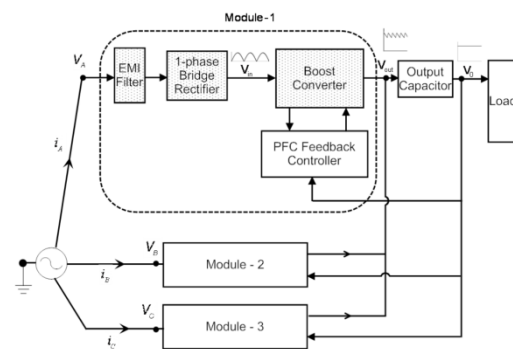 Module-1
V_A
EMI
Filter
1-phase
Bridge
Rectifier
V_in
Boost
Converter
V_out
Output
Capacitor
V_0
Load
PFC Feedback
Controller
i_A
V_B
Module - 2
i_B
V_C
Module - 3
i_C